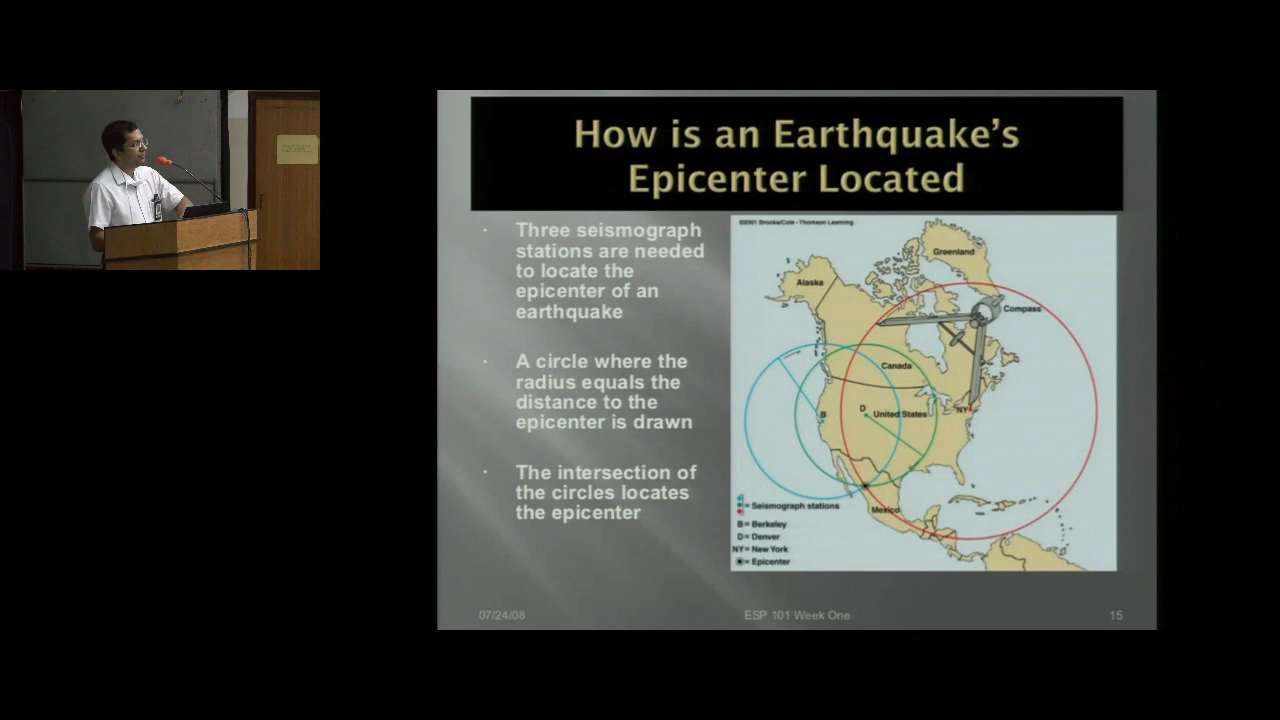 How is an Earthquake's
Epicenter Located
· Three seismograph
stations are needed
to locate the
epicenter of an
earthquake
· A circle where the
radius equals the
distance to the
epicenter is drawn
· The intersection of
the circles locates
the epicenter
©2001 Brooks/Cole - Thomson Learning
Greenland
Alaska
Compass
Canada
B
D
United States
NY
Mexico
= Seismograph stations
B = Berkeley
D = Denver
NY = New York
= Epicenter
07/24/08
ESP 101 Week One
15